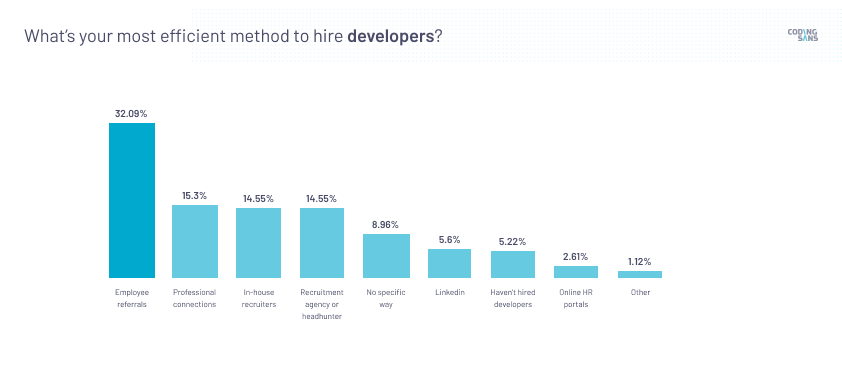 What's your most efficient method to hire developers?
CODING
SANS
32.09%
15.3%
14.55%
14.55%
8.96%
5.6%
5.22%
2.61%
1.12%
Employee
referrals
Professional
connections
In-house
recruiters
Recruitment
agency or
headhunter
No specific
way
Linkedin
Haven't hired
developers
Online HR
portals
Other